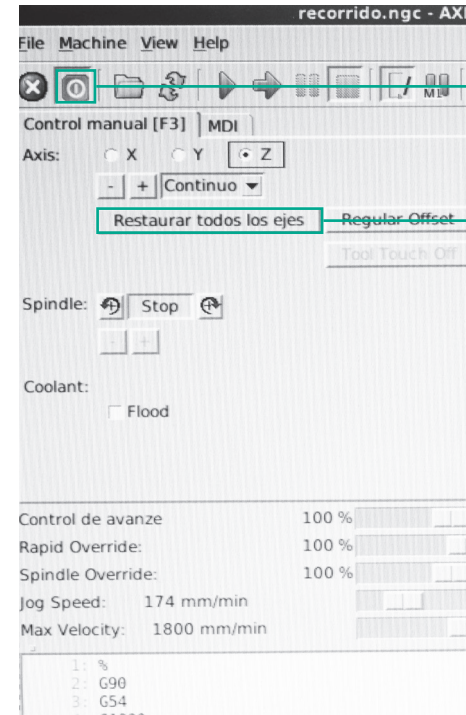 recorrido.ngc - AXI
File Machine View Help
Control manual [F3] MDI
Axis: X Y Z
- + Continuo
Restaurar todos los ejes Regular Offset
Tool Touch Off
Spindle: Stop
- +
Coolant:
Flood
Control de avanze 100 %
Rapid Override: 100 %
Spindle Override: 100 %
Jog Speed: 174 mm/min
Max Velocity: 1800 mm/min
1: %
2: G90
3: G54